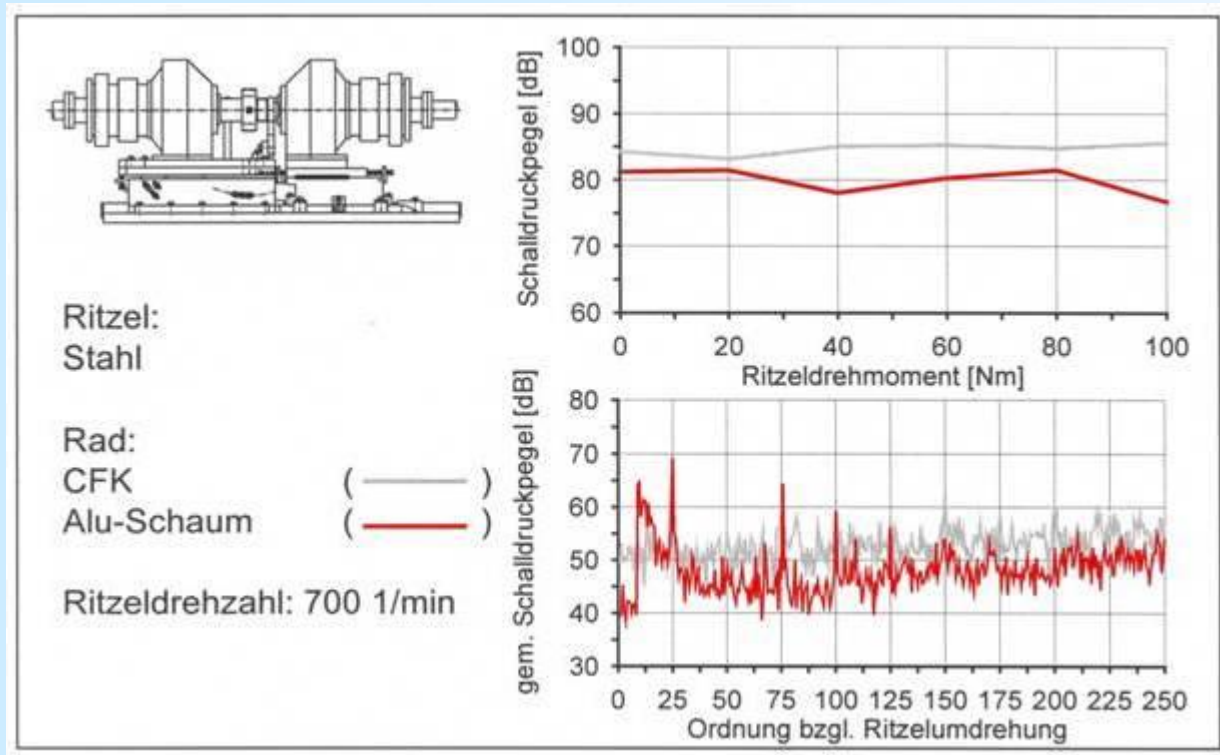 Ritzel:
Stahl
Rad:
CFK ( )
Alu-Schaum ( )
Ritzeldrehzahl: 700 1/min
Schalldruckpegel [dB]
100
90
80
70
60
0 20 40 60 80 100
Ritzeldrehmoment [Nm]
gem. Schalldruckpegel [dB]
80
70
60
50
40
30
0 25 50 75 100 125 150 175 200 225 250
Ordnung bzgl. Ritzelumdrehung